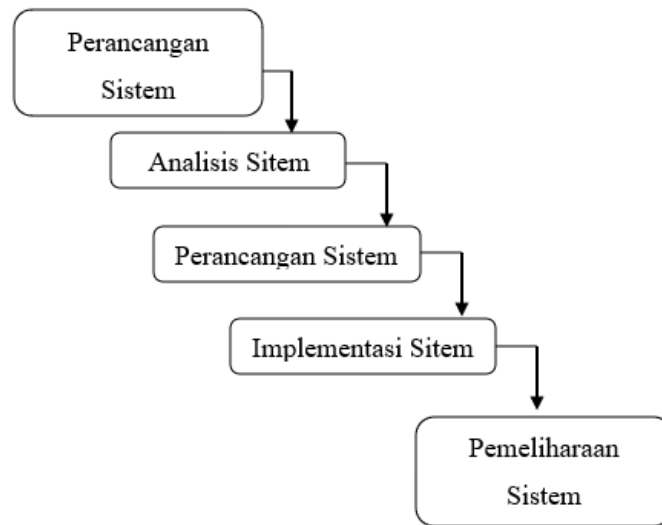 Perancangan
Sistem
Analisis Sitem
Perancangan Sistem
Implementasi Sitem
Pemeliharaan
Sistem